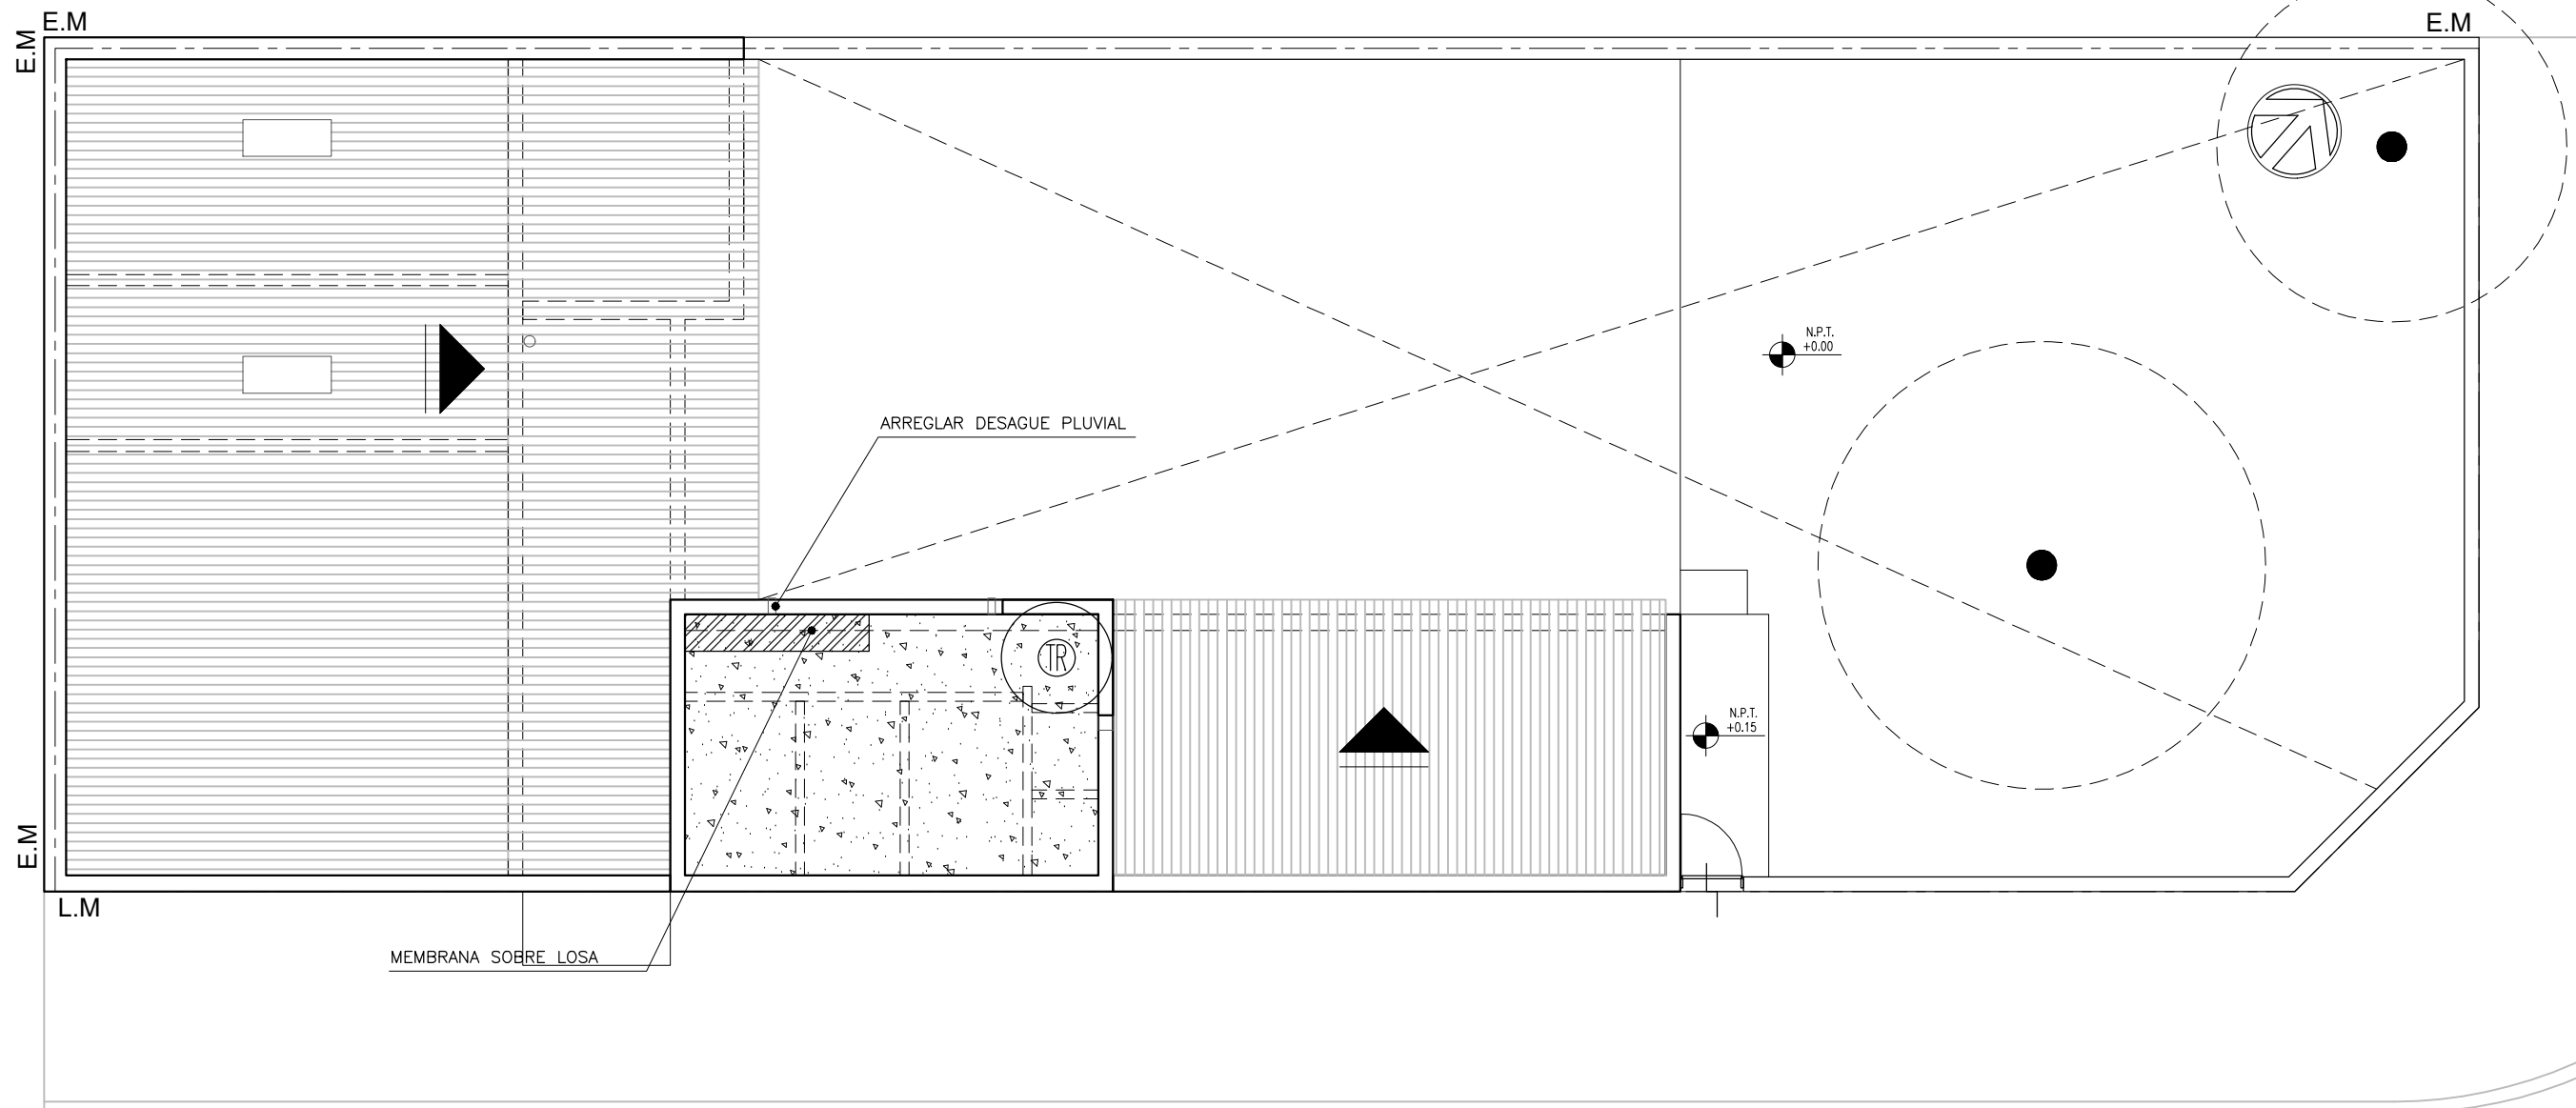 E.M
E.M
E.M
N.P.T.
+0.00
ARREGLAR DESAGUE PLUVIAL
TR
N.P.T.
+0.15
E.M
L.M
MEMBRANA SOBRE LOSA